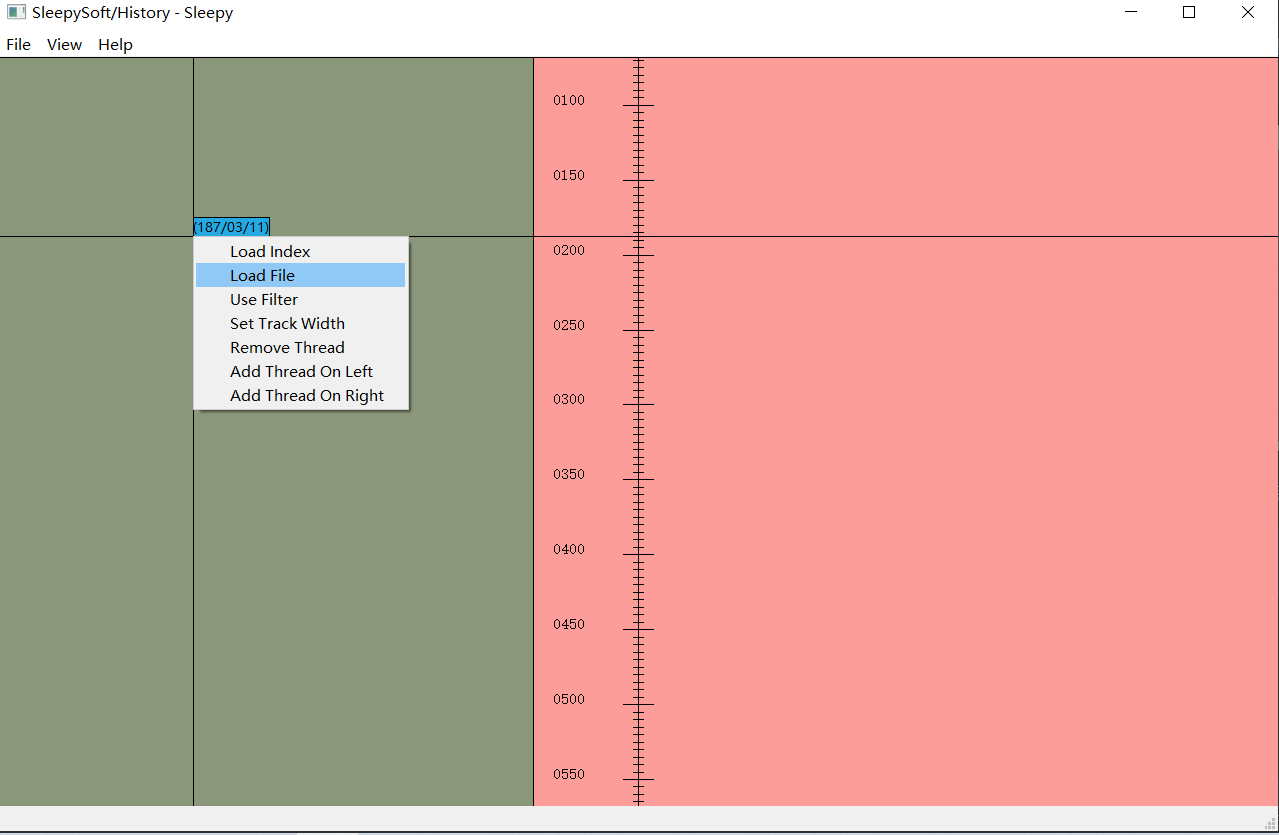 SleepySoft/History - Sleepy
File View Help
0100
0150
(187/03/11)
0200
Load Index
Load File
Use Filter
Set Track Width
Remove Thread
Add Thread On Left
Add Thread On Right
0250
0300
0350
0400
0450
0500
0550